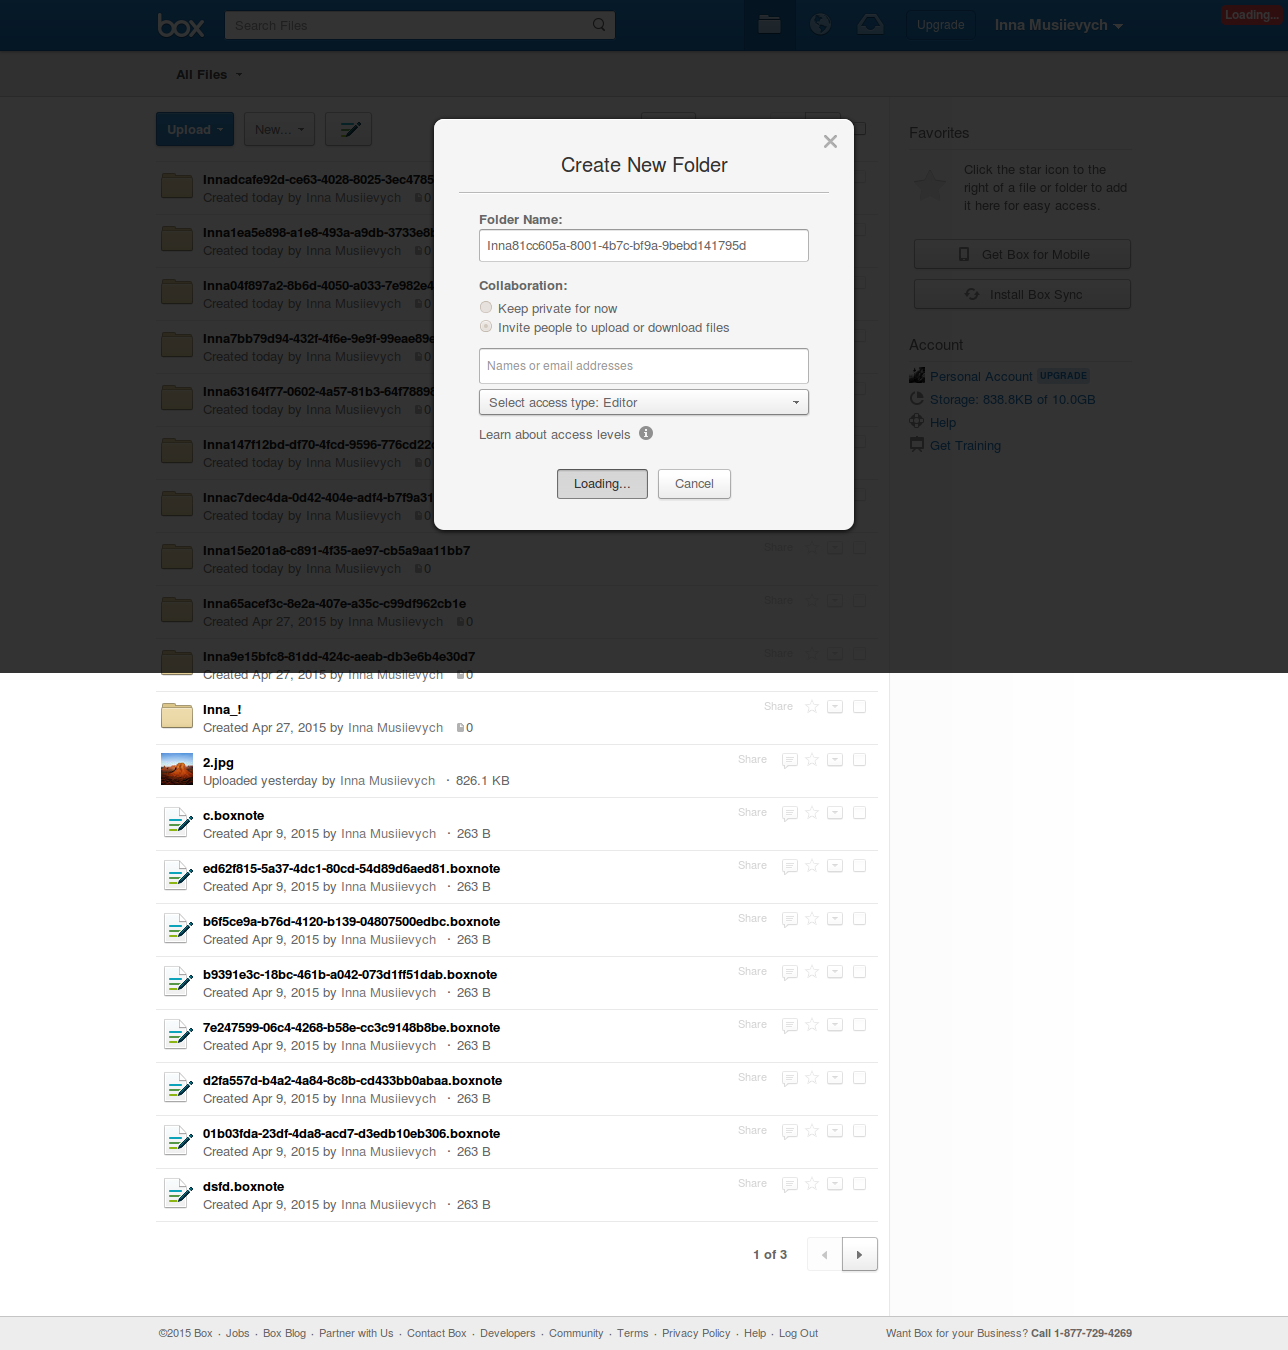 box
Search Files
Upgrade
Inna Musiievych
Loading...
All Files
Upload
New...
Innadcafe92d-ce63-4028-8025-3ec4785
Created today by Inna Musiievych 0
Inna1ea5e898-a1e8-493a-a9db-3733e8b
Created today by Inna Musiievych 0
Inna04f897a2-8b6d-4050-a033-7e982e4
Created today by Inna Musiievych 0
Inna7bb79d94-432f-4f6e-9e9f-99eae89e
Created today by Inna Musiievych 0
Inna63164f77-0602-4a57-81b3-64f78898
Created today by Inna Musiievych 0
Inna147f12bd-df70-4fcd-9596-776cd22
Created today by Inna Musiievych 0
Innac7dec4da-0d42-404e-adf4-b7f9a31
Created today by Inna Musiievych 0
Inna15e201a8-c891-4f35-ae97-cb5a9aa11bb7
Share
Created today by Inna Musiievych 0
Inna65acef3c-8e2a-407e-a35c-c99df962cb1e
Share
Created Apr 27, 2015 by Inna Musiievych 0
Inna9e15bfc8-81dd-424c-aeab-db3e6b4e30d7
Share
Created Apr 27, 2015 by Inna Musiievych 0
Inna_!
Share
Created Apr 27, 2015 by Inna Musiievych 0
2.jpg
Share
Uploaded yesterday by Inna Musiievych · 826.1 KB
c.boxnote
Share
Created Apr 9, 2015 by Inna Musiievych · 263 B
ed62f815-5a37-4dc1-80cd-54d89d6aed81.boxnote
Share
Created Apr 9, 2015 by Inna Musiievych · 263 B
b6f5ce9a-b76d-4120-b139-04807500edbc.boxnote
Share
Created Apr 9, 2015 by Inna Musiievych · 263 B
b9391e3c-18bc-461b-a042-073d1ff51dab.boxnote
Share
Created Apr 9, 2015 by Inna Musiievych · 263 B
7e247599-06c4-4268-b58e-cc3c9148b8be.boxnote
Share
Created Apr 9, 2015 by Inna Musiievych · 263 B
d2fa557d-b4a2-4a84-8c8b-cd433bb0abaa.boxnote
Share
Created Apr 9, 2015 by Inna Musiievych · 263 B
01b03fda-23df-4da8-acd7-d3edb10eb306.boxnote
Share
Created Apr 9, 2015 by Inna Musiievych · 263 B
dsfd.boxnote
Share
Created Apr 9, 2015 by Inna Musiievych · 263 B
1 of 3
Create New Folder
Folder Name:
Inna81cc605a-8001-4b7c-bf9a-9bebd141795d
Collaboration:
Keep private for now
Invite people to upload or download files
Names or email addresses
Select access type: Editor
Learn about access levels
Loading...
Cancel
Favorites
Click the star icon to the
right of a file or folder to add
it here for easy access.
Get Box for Mobile
Install Box Sync
Account
Personal Account UPGRADE
Storage: 838.8KB of 10.0GB
Help
Get Training
©2015 Box · Jobs · Box Blog · Partner with Us · Contact Box · Developers · Community · Terms · Privacy Policy · Help · Log Out
Want Box for your Business? Call 1-877-729-4269